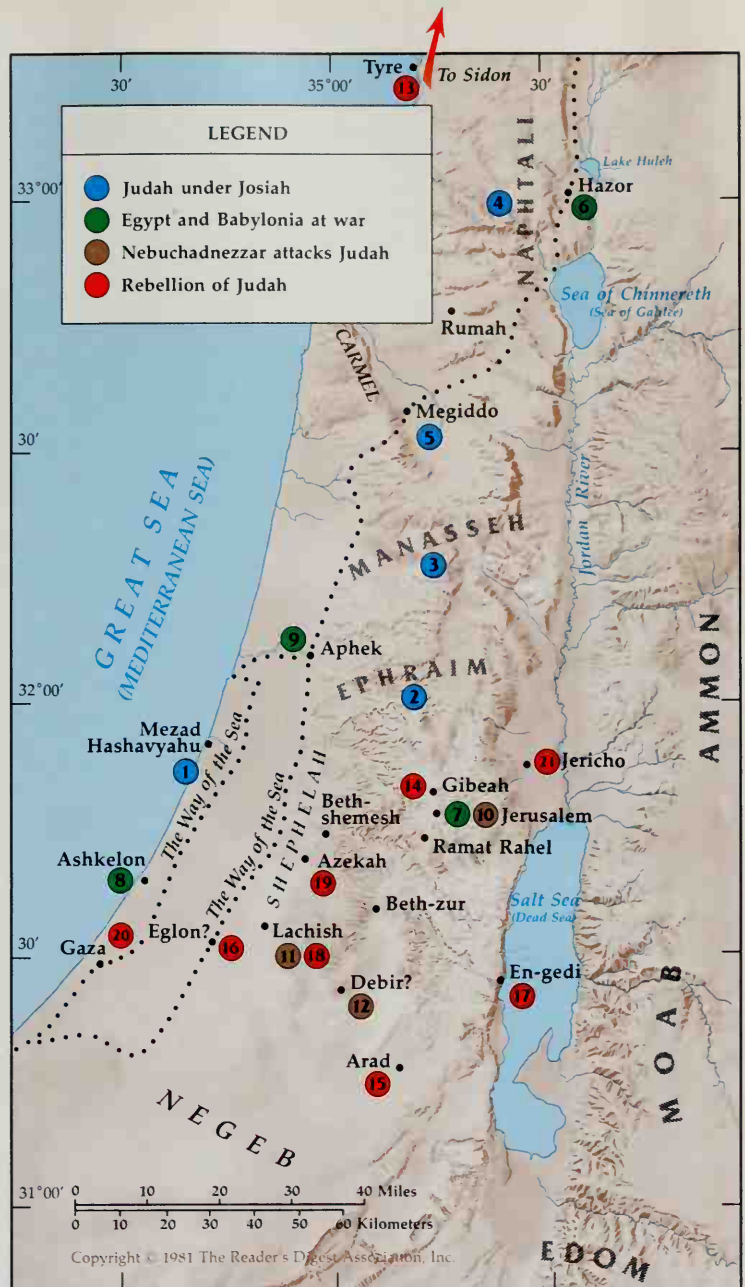 Tyre
To Sidon
13
30'
35°00'
30'
LEGEND
Judah under Josiah
Egypt and Babylonia at war
Nebuchadnezzar attacks Judah
Rebellion of Judah
33°00'
4
NAPHTALI
Lake Huleh
Hazor
6
Sea of Chinnereth
(Sea of Galilee)
Rumah
CARMEL
Megiddo
5
30'
GREAT SEA
(MEDITERRANEAN SEA)
Jordan River
MANASSEH
3
9
Aphek
EPHRAIM
2
AMMON
32°00'
Mezad
Hashavyahu
1
The Way of the Sea
The Way of the Sea
SHEPHELAH
21
Jericho
14
Gibeah
Beth-
shemesh
7
10
Jerusalem
Ramat Rahel
Ashkelon
8
Azekah
19
Salt Sea
(Dead Sea)
Beth-zur
20
Eglon?
16
Lachish
11
18
30'
Gaza
Debir?
12
En-gedi
17
MOAB
Arad
15
NEGEB
31°00'
0 10 20 30 40 Miles
0 10 20 30 40 50 60 Kilometers
EDOM
Copyright © 1981 The Reader's Digest Association, Inc.